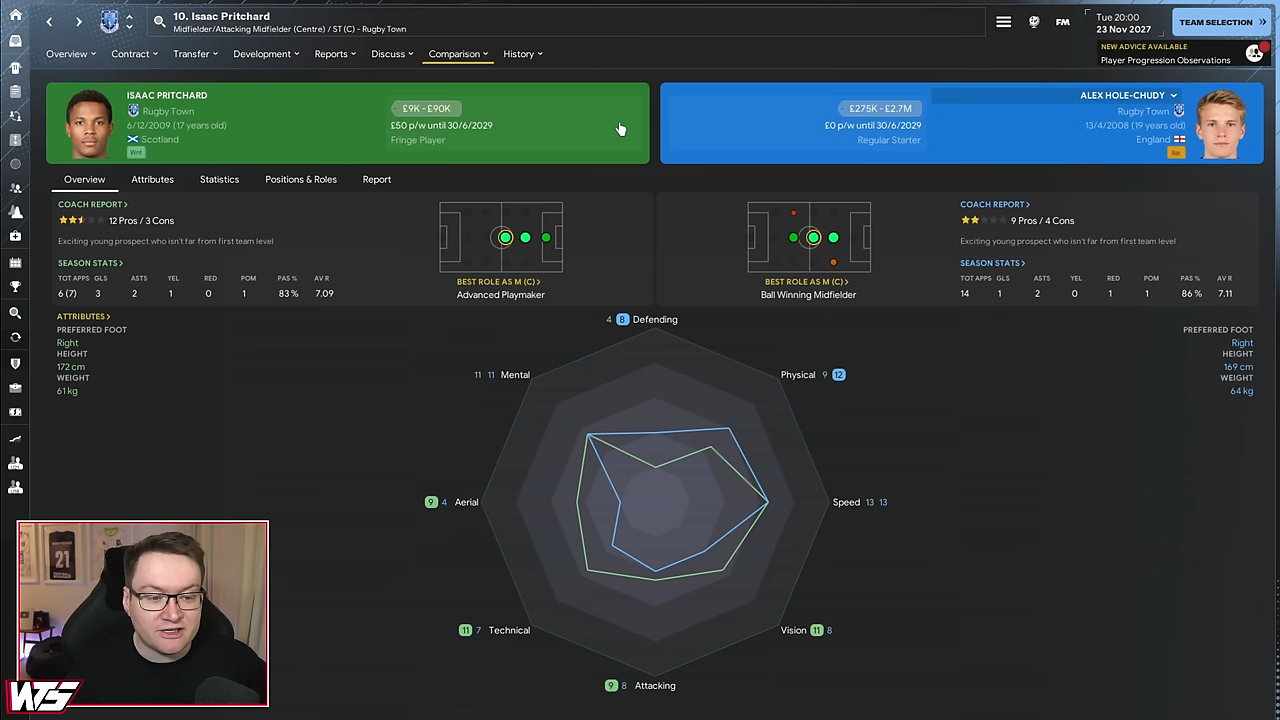 10. Isaac Pritchard
Midfielder/Attacking Midfielder (Centre) / ST (C) - Rugby Town
FM
Tue 20:00
23 Nov 2027
TEAM SELECTION
NEW ADVICE AVAILABLE
Player Progression Observations
Overview Contract Transfer Development Reports Discuss Comparison History
ISAAC PRITCHARD
Rugby Town
6/12/2009 (17 years old)
Scotland
Wnt
£9K - £90K
£50 p/w until 30/6/2029
Fringe Player
£275K - £2.7M
£0 p/w until 30/6/2029
Regular Starter
ALEX HOLE-CHUDY
Rugby Town
13/4/2008 (19 years old)
England
Rst
Overview Attributes Statistics Positions & Roles Report
COACH REPORT >
12 Pros / 3 Cons
Exciting young prospect who isn't far from first team level
SEASON STATS >
TOT APPS GLS ASTS YEL RED POM PAS % AV R
6 (7) 3 2 1 0 1 83 % 7.09
BEST ROLE AS M (C) >
Advanced Playmaker
BEST ROLE AS M (C) >
Ball Winning Midfielder
COACH REPORT >
9 Pros / 4 Cons
Exciting young prospect who isn't far from first team level
SEASON STATS >
TOT APPS GLS ASTS YEL RED POM PAS % AV R
14 1 2 0 1 1 86 % 7.11
ATTRIBUTES >
PREFERRED FOOT
Right
HEIGHT
172 cm
WEIGHT
61 kg
PREFERRED FOOT
Right
HEIGHT
169 cm
WEIGHT
64 kg
4 8 Defending
11 11 Mental
Physical 9 12
9 4 Aerial
Speed 13 13
11 7 Technical
Vision 11 8
9 8 Attacking
21
WTS